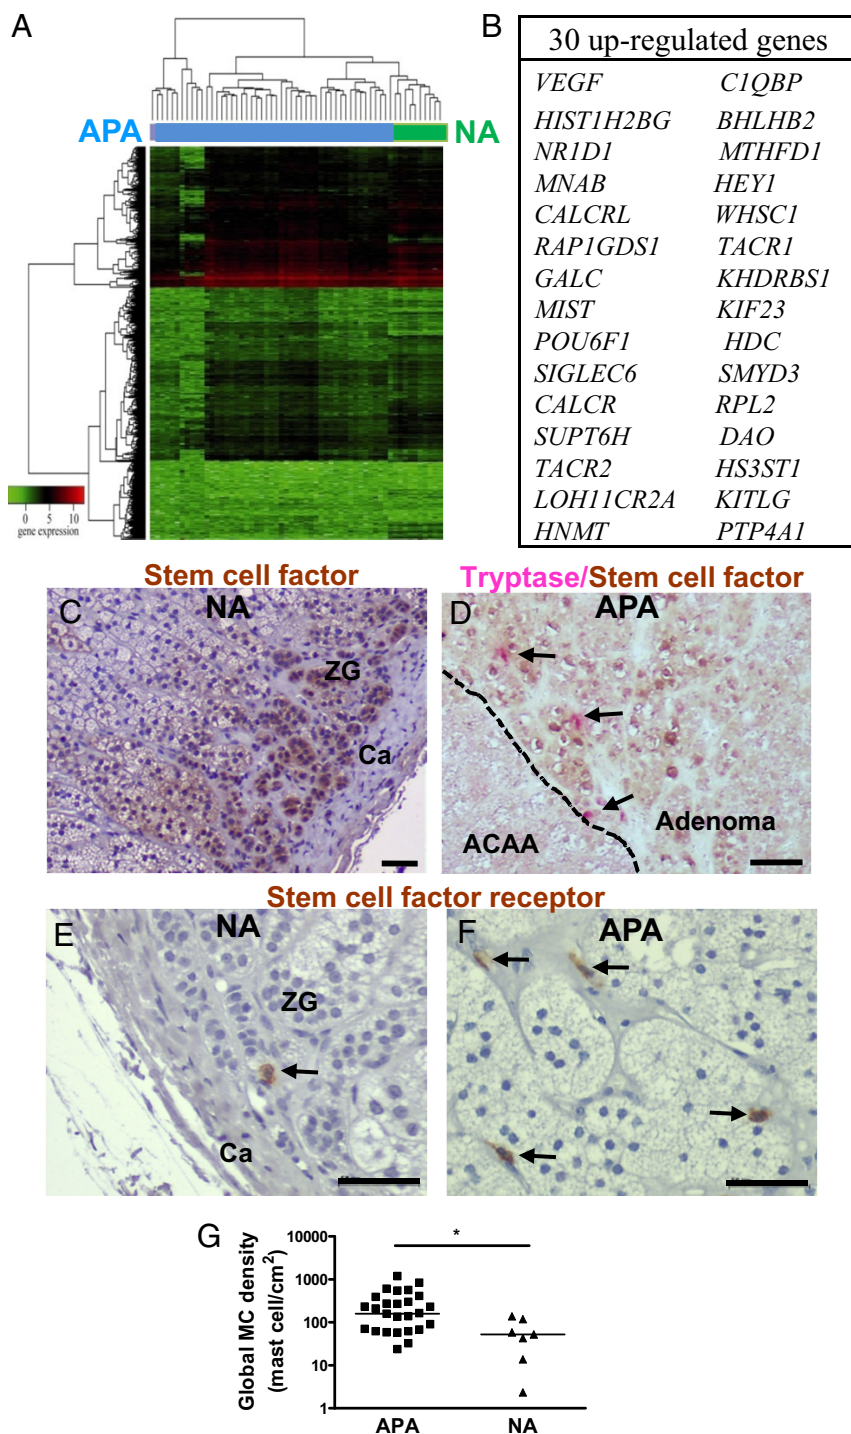 A
APA NA
0 5 10
gene expression
B
30 up-regulated genes
VEGF C1QBP
HIST1H2BG BHLHB2
NR1D1 MTHFD1
MNAB HEY1
CALCRL WHSC1
RAP1GDS1 TACR1
GALC KHDRBS1
MIST KIF23
POU6F1 HDC
SIGLEC6 SMYD3
CALCR RPL2
SUPT6H DAO
TACR2 HS3ST1
LOH11CR2A KITLG
HNMT PTP4A1
Stem cell factor
C NA
ZG
Ca
Tryptase/Stem cell factor
D APA
ACAA
Adenoma
Stem cell factor receptor
E NA
ZG
Ca
F APA
G
Global MC density
(mast cell/cm²)
10000
1000
100
10
1
*
APA NA